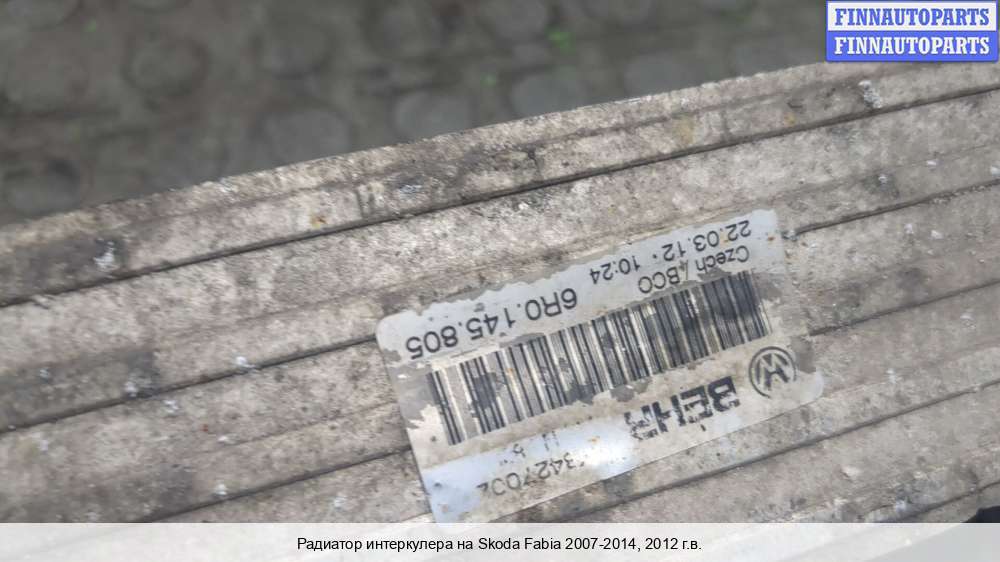 FINNAUTOPARTS
FINNAUTOPARTS
22.03.12 · 10:24
Czech / BCO
6R0.145.805
BEHR
Радиатор интеркулера на Skoda Fabia 2007-2014, 2012 г.в.